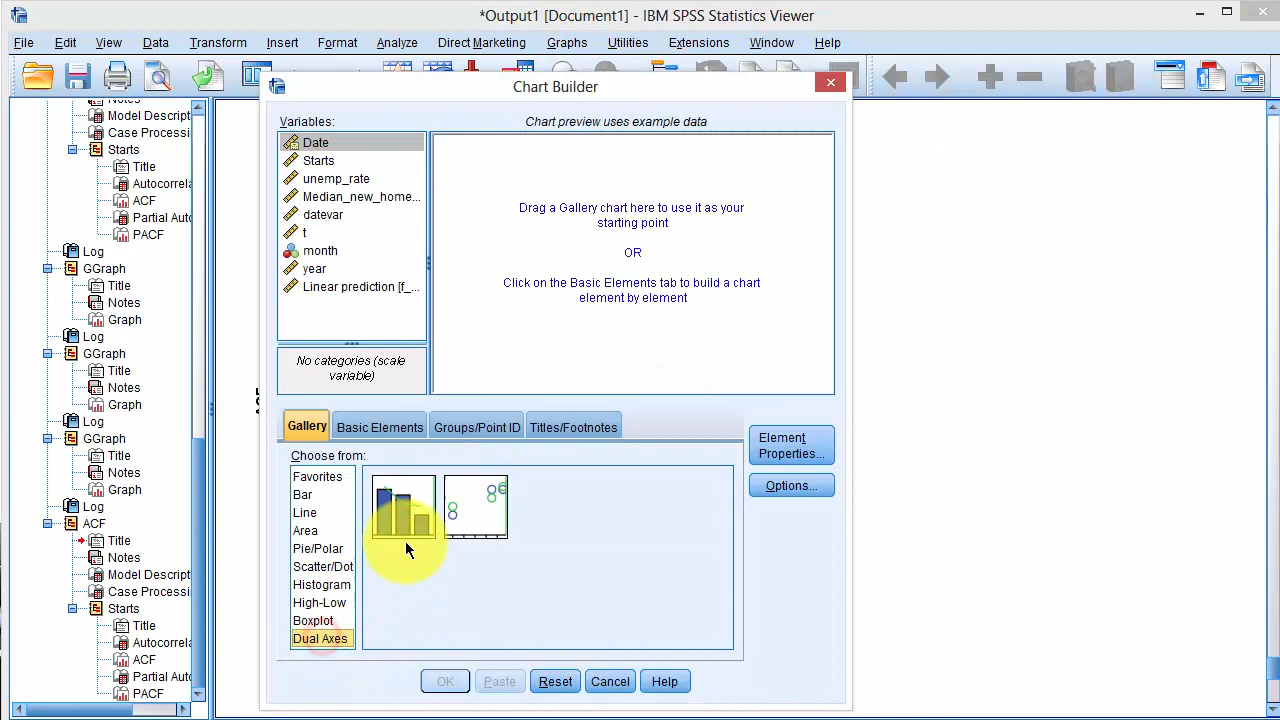 *Output1 [Document1] - IBM SPSS Statistics Viewer
File Edit View Data Transform Insert Format Analyze Direct Marketing Graphs Utilities Extensions Window Help
Notes
Model Descript
Case Processi
Starts
Title
Autocorrela
ACF
Partial Auto
PACF
Log
GGraph
Title
Notes
Graph
Log
GGraph
Title
Notes
Graph
Log
GGraph
Title
Notes
Graph
Log
ACF
Title
Notes
Model Descript
Case Processi
Starts
Title
Autocorrela
ACF
Partial Auto
PACF
Chart Builder
Variables:
Date
Starts
unemp_rate
Median_new_home...
datevar
t
month
year
Linear prediction [f_...
No categories (scale
variable)
Chart preview uses example data
Drag a Gallery chart here to use it as your
starting point
OR
Click on the Basic Elements tab to build a chart
element by element
Gallery Basic Elements Groups/Point ID Titles/Footnotes
Choose from:
Favorites
Bar
Line
Area
Pie/Polar
Scatter/Dot
Histogram
High-Low
Boxplot
Dual Axes
Element
Properties...
Options...
OK Paste Reset Cancel Help